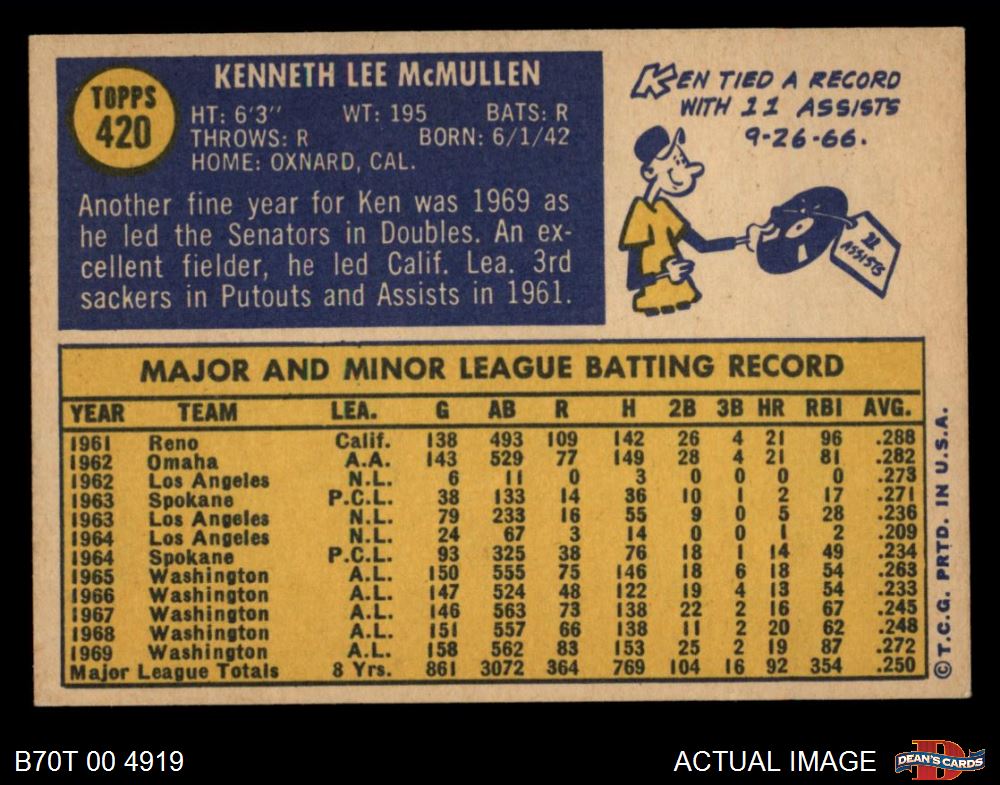 TOPPS
420
KENNETH LEE McMULLEN
HT: 6'3'' WT: 195 BATS: R
THROWS: R BORN: 6/1/42
HOME: OXNARD, CAL.
Another fine year for Ken was 1969 as
he led the Senators in Doubles. An ex-
cellent fielder, he led Calif. Lea. 3rd
sackers in Putouts and Assists in 1961.
KEN TIED A RECORD
WITH 11 ASSISTS
9-26-66.
11
ASSISTS
MAJOR AND MINOR LEAGUE BATTING RECORD
YEAR TEAM LEA. G AB R H 2B 3B HR RBI AVG.
1961 Reno Calif. 138 493 109 142 26 4 21 96 .288
1962 Omaha A.A. 143 529 77 149 28 4 21 81 .282
1962 Los Angeles N.L. 6 11 0 3 0 0 0 0 .273
1963 Spokane P.C.L. 38 133 14 36 10 1 2 17 .271
1963 Los Angeles N.L. 79 233 16 55 9 0 5 28 .236
1964 Los Angeles N.L. 24 67 3 14 0 0 1 2 .209
1964 Spokane P.C.L. 93 325 38 76 18 1 14 49 .234
1965 Washington A.L. 150 555 75 146 18 6 18 54 .263
1966 Washington A.L. 147 524 48 122 19 4 13 54 .233
1967 Washington A.L. 146 563 73 138 22 2 16 67 .245
1968 Washington A.L. 151 557 66 138 11 2 20 62 .248
1969 Washington A.L. 158 562 83 153 25 2 19 87 .272
Major League Totals 8 Yrs. 861 3072 364 769 104 16 92 354 .250
© T.C.G. PRTD. IN U.S.A.
B70T 00 4919
ACTUAL IMAGE
D
DEAN'S CARDS